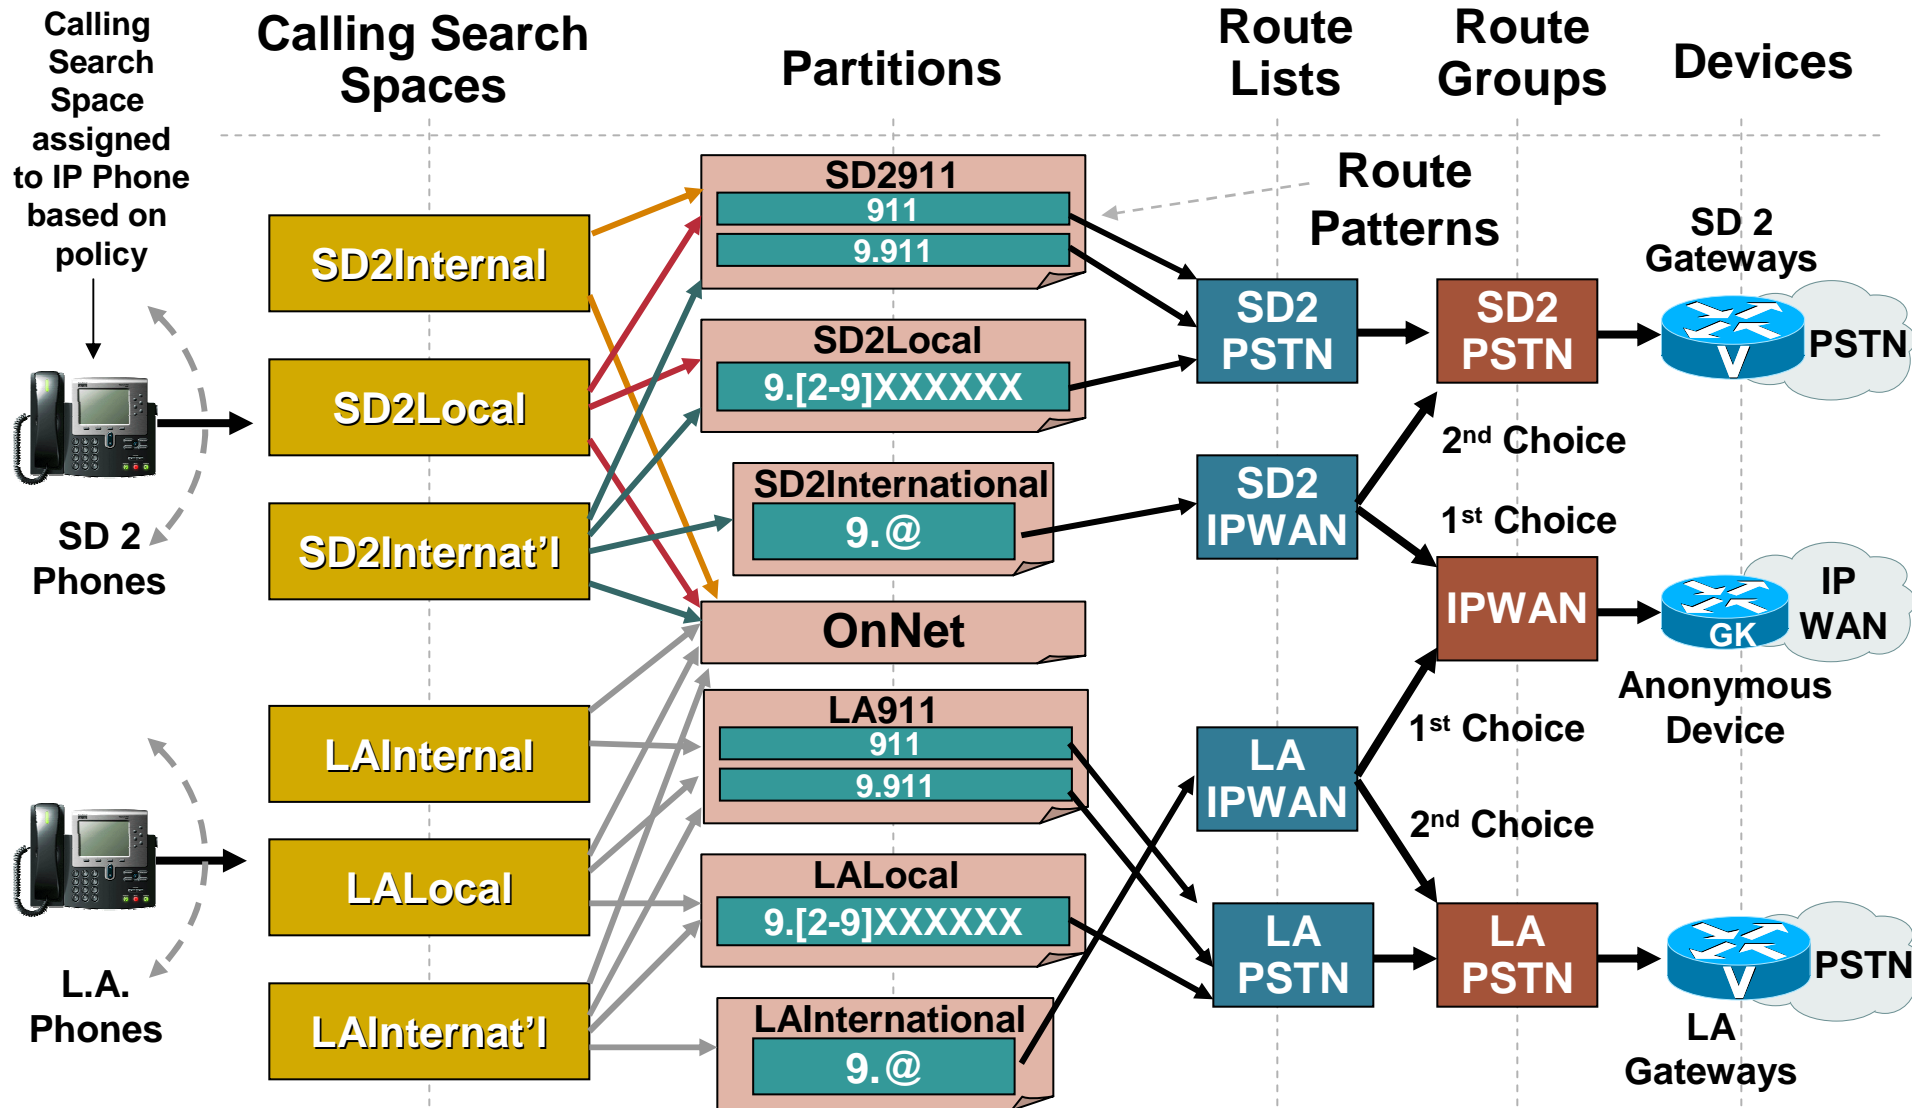 Calling
Search
Space
assigned
to IP Phone
based on
policy
Calling Search
Spaces
Partitions
Route
Lists
Route
Groups
Devices
SD2911
911
9.911
Route
Patterns
SD2Internal
SD2Local
SD2Internat’l
SD2Local
9.[2-9]XXXXXX
SD2International
9.@
OnNet
SD2
PSTN
SD2
IPWAN
SD2
PSTN
2nd Choice
1st Choice
IPWAN
SD 2
Gateways
V
PSTN
IP
WAN
GK
Anonymous
Device
SD 2
Phones
LAInternal
LALocal
LAInternat’l
LA911
911
9.911
LALocal
9.[2-9]XXXXXX
LAInternational
9.@
LA
IPWAN
1st Choice
2nd Choice
LA
PSTN
LA
PSTN
V
PSTN
LA
Gateways
L.A.
Phones